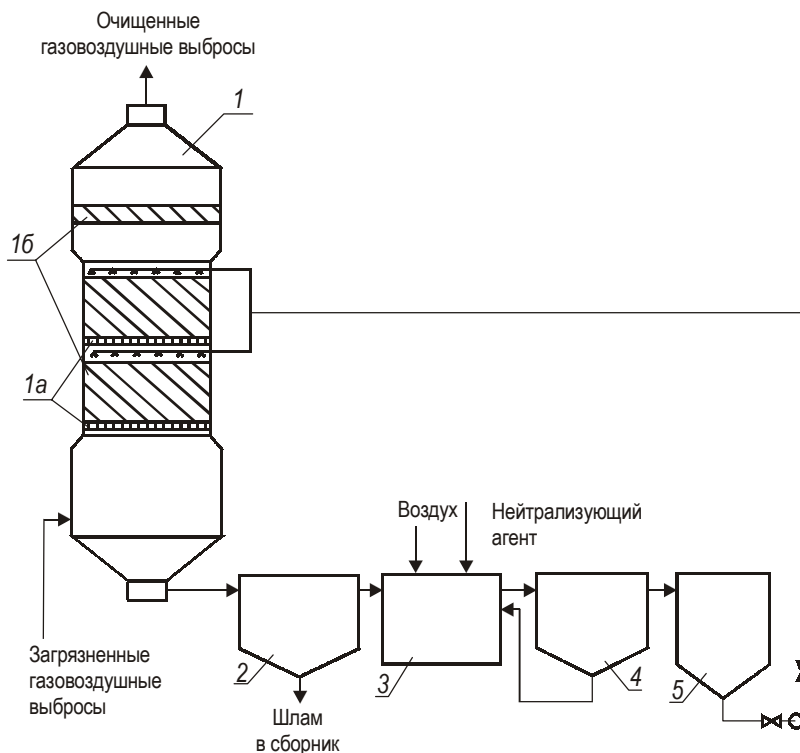 Очищенные
газовоздушные выбросы
1
1б
1а
Воздух
Нейтрализующий
агент
Загрязненные
газовоздушные
выбросы
2
3
4
5
Шлам
в сборник